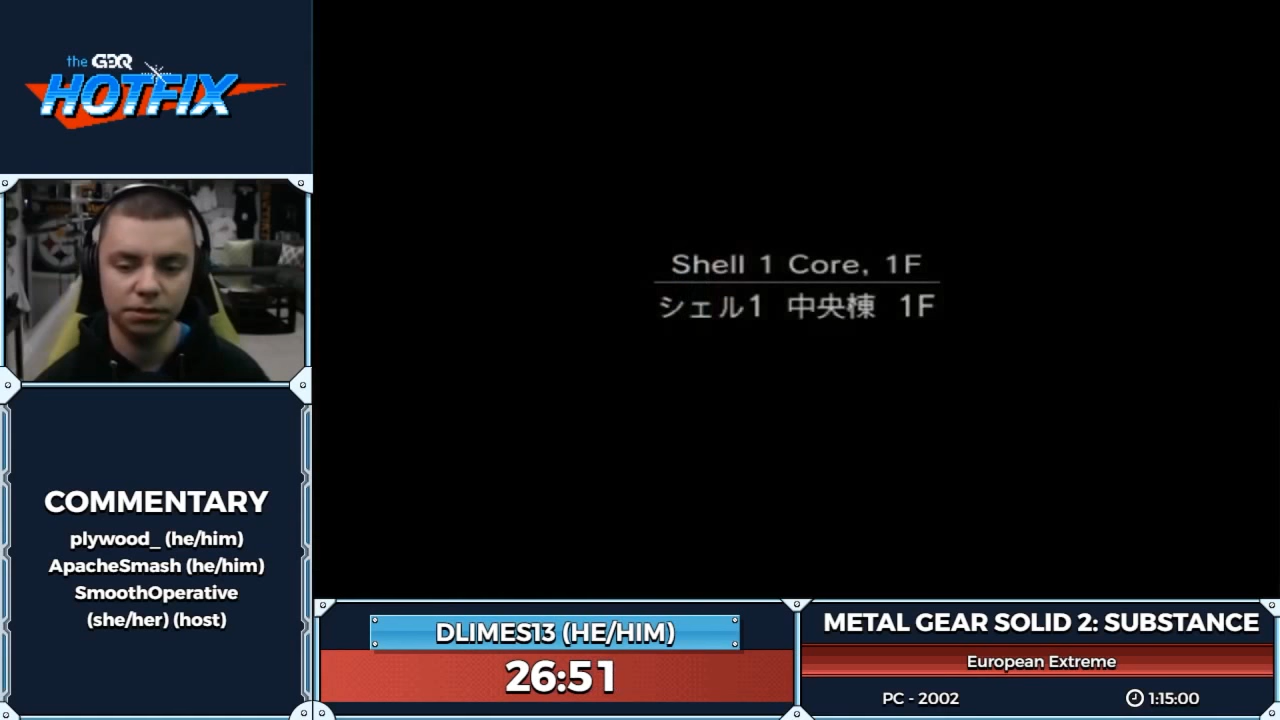 the GDQ
HOTFIX
Shell 1 Core, 1F
シェル1 中央棟 1F
COMMENTARY
plywood_ (he/him)
ApacheSmash (he/him)
SmoothOperative
(she/her) (host)
DLIMES13 (HE/HIM)
26:51
METAL GEAR SOLID 2: SUBSTANCE
European Extreme
PC - 2002
1:15:00